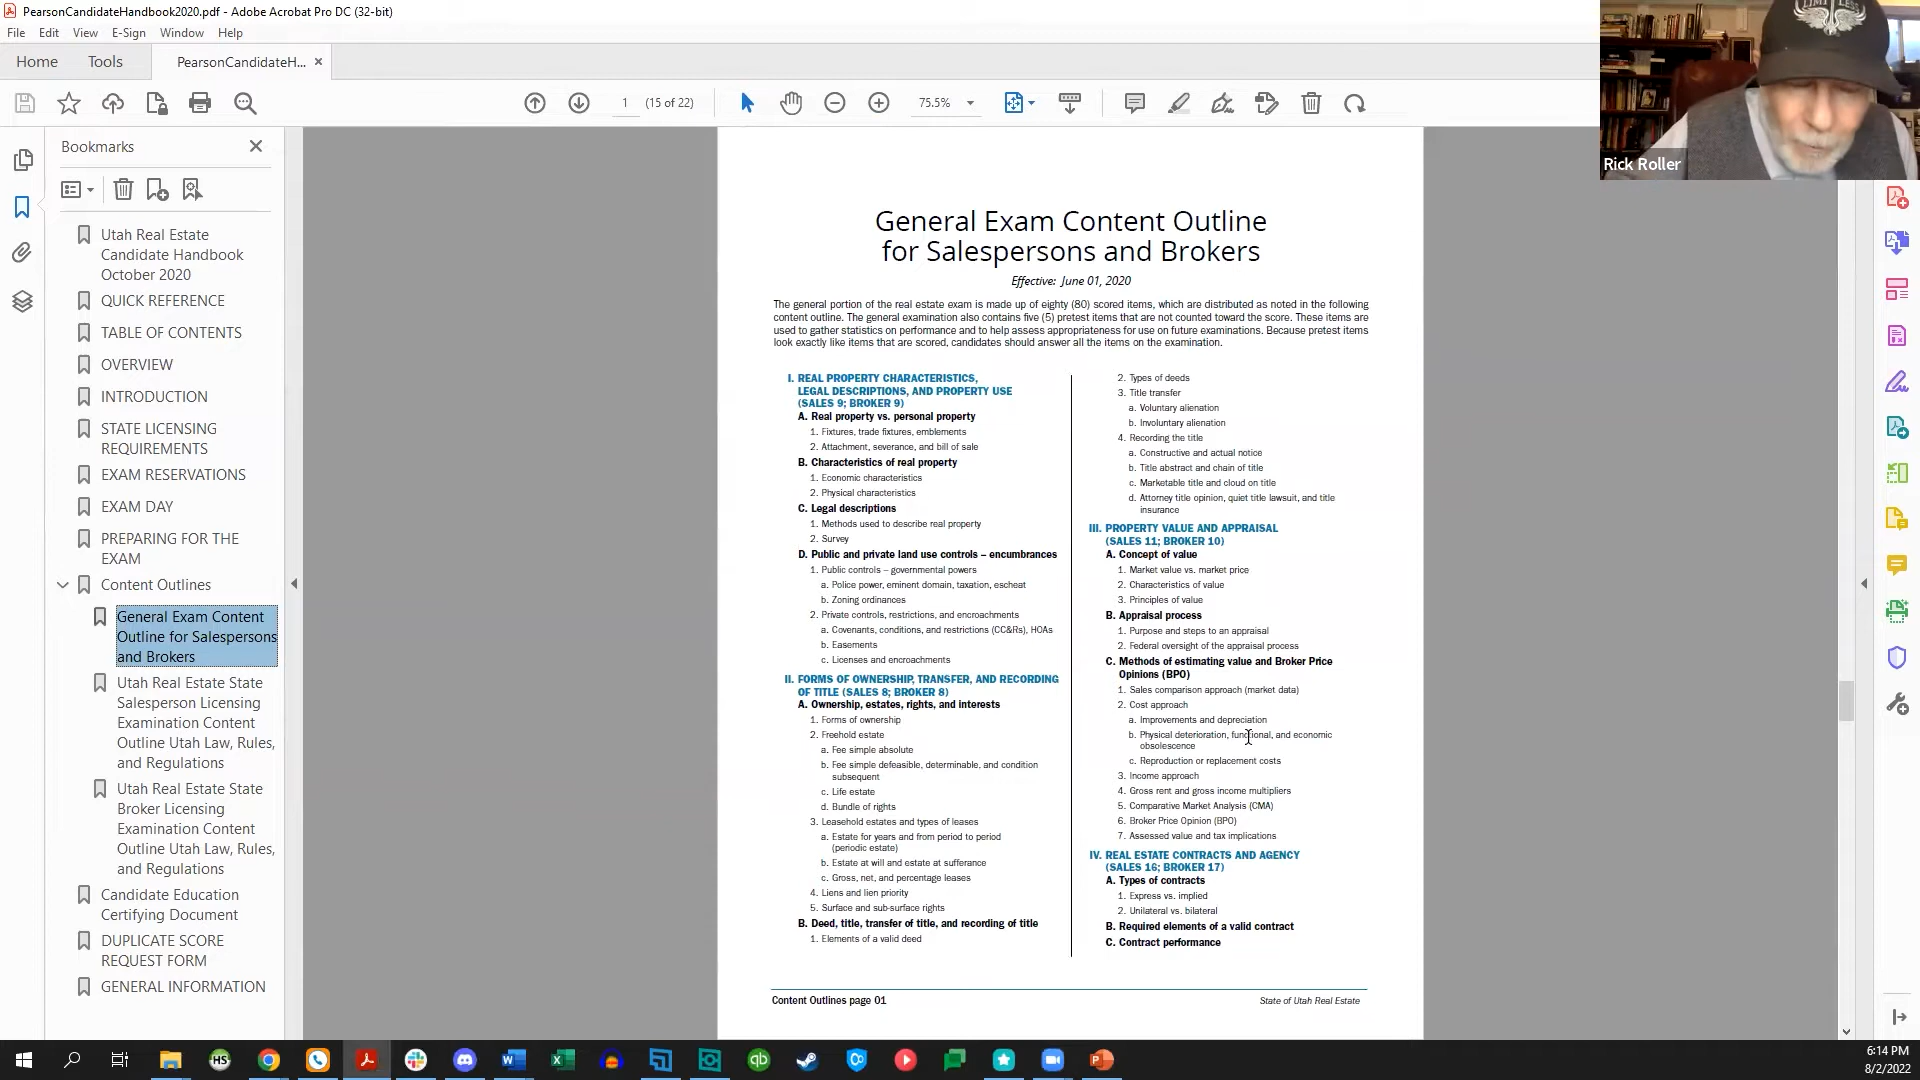 PearsonCandidateHandbook2020.pdf - Adobe Acrobat Pro DC (32-bit)
File Edit View E-Sign Window Help
Home Tools PearsonCandidateH... ×
1 (15 of 22) 75.5%
LIMITLESS
Rick Roller
Bookmarks
Utah Real Estate
Candidate Handbook
October 2020
QUICK REFERENCE
TABLE OF CONTENTS
OVERVIEW
INTRODUCTION
STATE LICENSING
REQUIREMENTS
EXAM RESERVATIONS
EXAM DAY
PREPARING FOR THE
EXAM
Content Outlines
General Exam Content
Outline for Salespersons
and Brokers
Utah Real Estate State
Salesperson Licensing
Examination Content
Outline Utah Law, Rules,
and Regulations
Utah Real Estate State
Broker Licensing
Examination Content
Outline Utah Law, Rules,
and Regulations
Candidate Education
Certifying Document
DUPLICATE SCORE
REQUEST FORM
GENERAL INFORMATION
General Exam Content Outline
for Salespersons and Brokers
Effective: June 01, 2020
The general portion of the real estate exam is made up of eighty (80) scored items, which are distributed as noted in the following
content outline. The general examination also contains five (5) pretest items that are not counted toward the score. These items are
used to gather statistics on performance and to help assess appropriateness for use on future examinations. Because pretest items
look exactly like items that are scored, candidates should answer all the items on the examination.
I. REAL PROPERTY CHARACTERISTICS,
LEGAL DESCRIPTIONS, AND PROPERTY USE
(SALES 9; BROKER 9)
A. Real property vs. personal property
1. Fixtures, trade fixtures, emblements
2. Attachment, severance, and bill of sale
B. Characteristics of real property
1. Economic characteristics
2. Physical characteristics
C. Legal descriptions
1. Methods used to describe real property
2. Survey
D. Public and private land use controls – encumbrances
1. Public controls – governmental powers
a. Police power, eminent domain, taxation, escheat
b. Zoning ordinances
2. Private controls, restrictions, and encroachments
a. Covenants, conditions, and restrictions (CC&Rs), HOAs
b. Easements
c. Licenses and encroachments
II. FORMS OF OWNERSHIP, TRANSFER, AND RECORDING
OF TITLE (SALES 8; BROKER 8)
A. Ownership, estates, rights, and interests
1. Forms of ownership
2. Freehold estate
a. Fee simple absolute
b. Fee simple defeasible, determinable, and condition
subsequent
c. Life estate
d. Bundle of rights
3. Leasehold estates and types of leases
a. Estate for years and from period to period
(periodic estate)
b. Estate at will and estate at sufferance
c. Gross, net, and percentage leases
4. Liens and lien priority
5. Surface and sub-surface rights
B. Deed, title, transfer of title, and recording of title
1. Elements of a valid deed
2. Types of deeds
3. Title transfer
a. Voluntary alienation
b. Involuntary alienation
4. Recording the title
a. Constructive and actual notice
b. Title abstract and chain of title
c. Marketable title and cloud on title
d. Attorney title opinion, quiet title lawsuit, and title
insurance
III. PROPERTY VALUE AND APPRAISAL
(SALES 11; BROKER 10)
A. Concept of value
1. Market value vs. market price
2. Characteristics of value
3. Principles of value
B. Appraisal process
1. Purpose and steps to an appraisal
2. Federal oversight of the appraisal process
C. Methods of estimating value and Broker Price
Opinions (BPO)
1. Sales comparison approach (market data)
2. Cost approach
a. Improvements and depreciation
b. Physical deterioration, functional, and economic
obsolescence
c. Reproduction or replacement costs
3. Income approach
4. Gross rent and gross income multipliers
5. Comparative Market Analysis (CMA)
6. Broker Price Opinion (BPO)
7. Assessed value and tax implications
IV. REAL ESTATE CONTRACTS AND AGENCY
(SALES 16; BROKER 17)
A. Types of contracts
1. Express vs. implied
2. Unilateral vs. bilateral
B. Required elements of a valid contract
C. Contract performance
Content Outlines page 01
State of Utah Real Estate
HS
qb
6:14 PM
8/2/2022